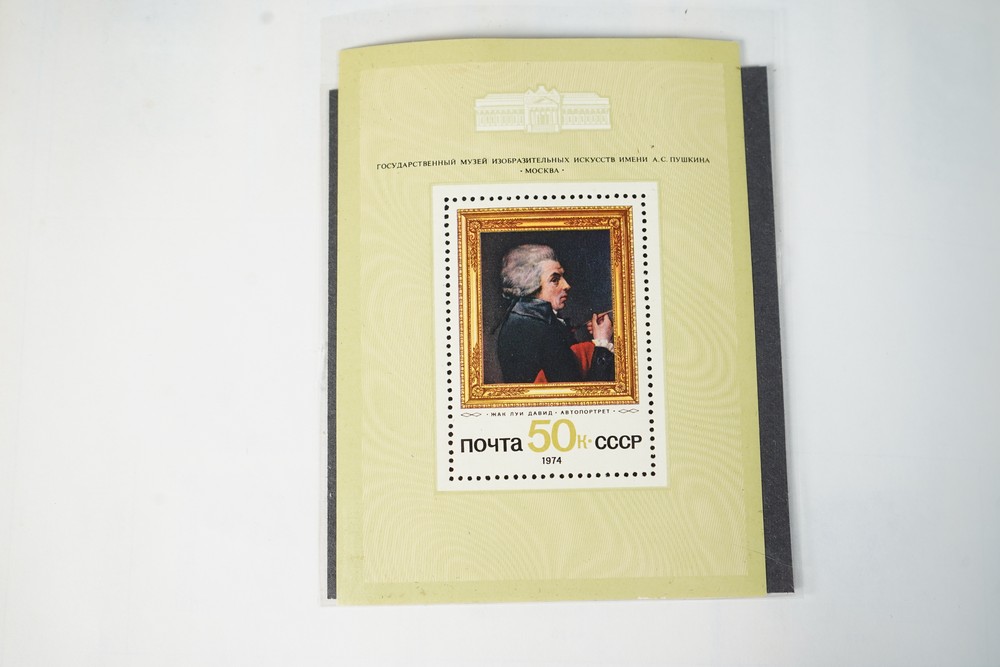 ГОСУДАРСТВЕННЫЙ МУЗЕЙ ИЗОБРАЗИТЕЛЬНЫХ ИСКУССТВ ИМЕНИ А.С. ПУШКИНА
· МОСКВА ·
· ЖАК ЛУИ ДАВИД · АВТОПОРТРЕТ ·
ПОЧТА 50К · СССР
1974